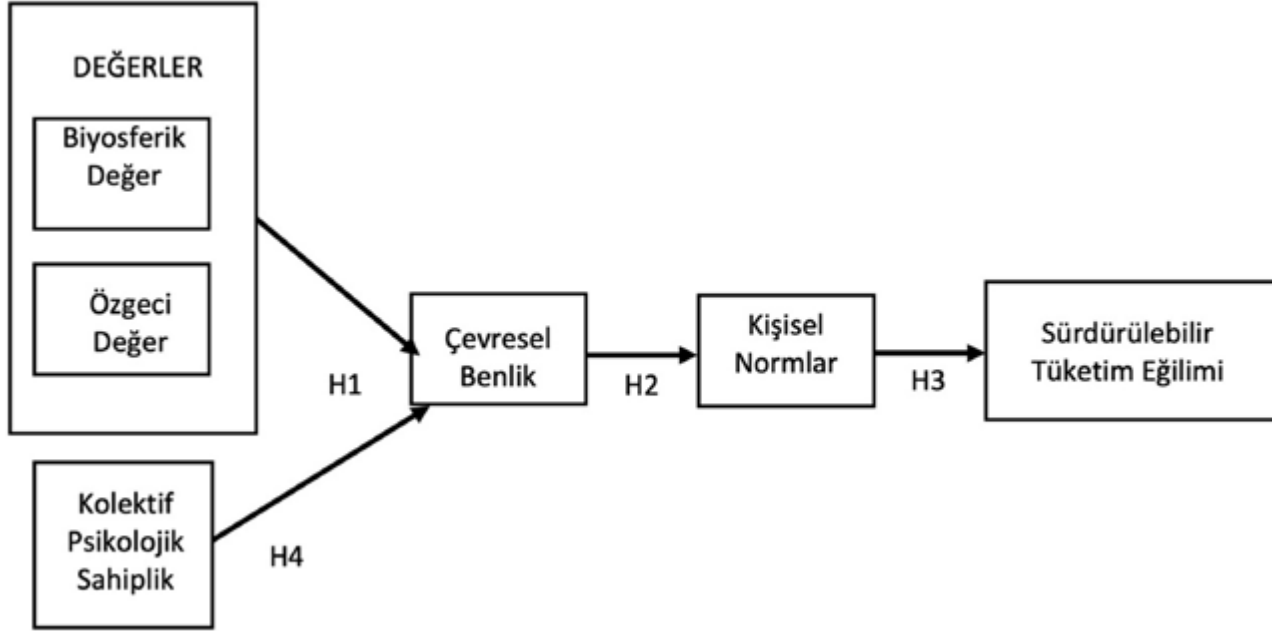 DEĞERLER
Biyosferik
Değer
Özgeci
Değer
H1
Çevresel
Benlik
H2
Kişisel
Normlar
H3
Sürdürülebilir
Tüketim Eğilimi
Kolektif
Psikolojik
Sahiplik
H4